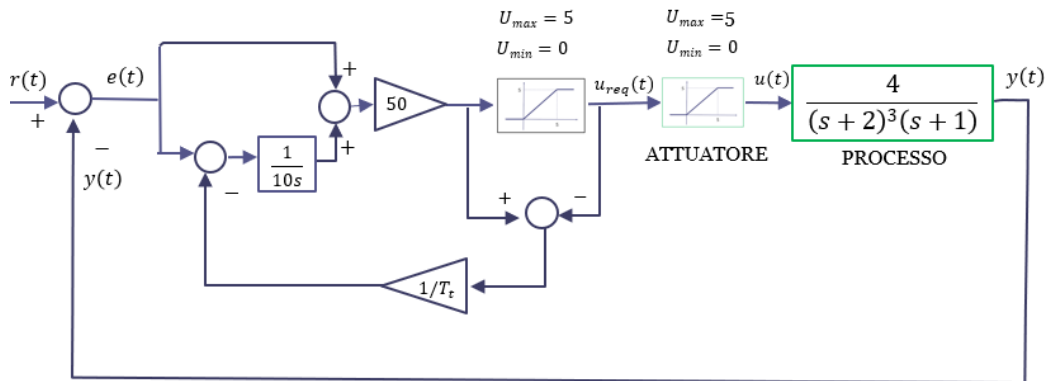 U_max = 5
U_min = 0
U_max = 5
U_min = 0
r(t)
+
−
y(t)
e(t)
−
1
10s
+
+
50
u_req(t)
u(t)
4
(s + 2)³(s + 1)
y(t)
ATTUATORE
PROCESSO
+
−
1/T_t